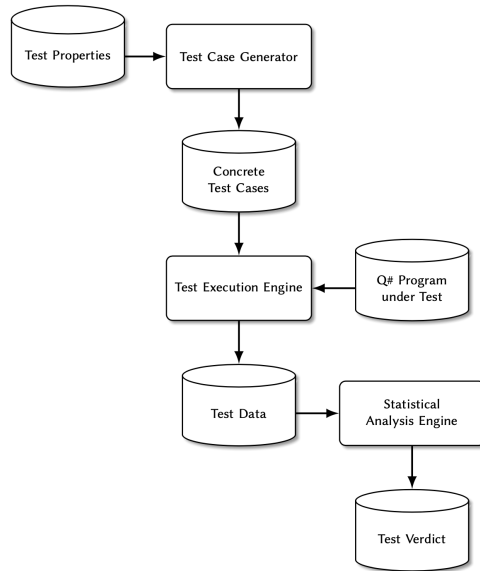 Test Properties
Test Case Generator
Concrete
Test Cases
Test Execution Engine
Q# Program
under Test
Test Data
Statistical
Analysis Engine
Test Verdict